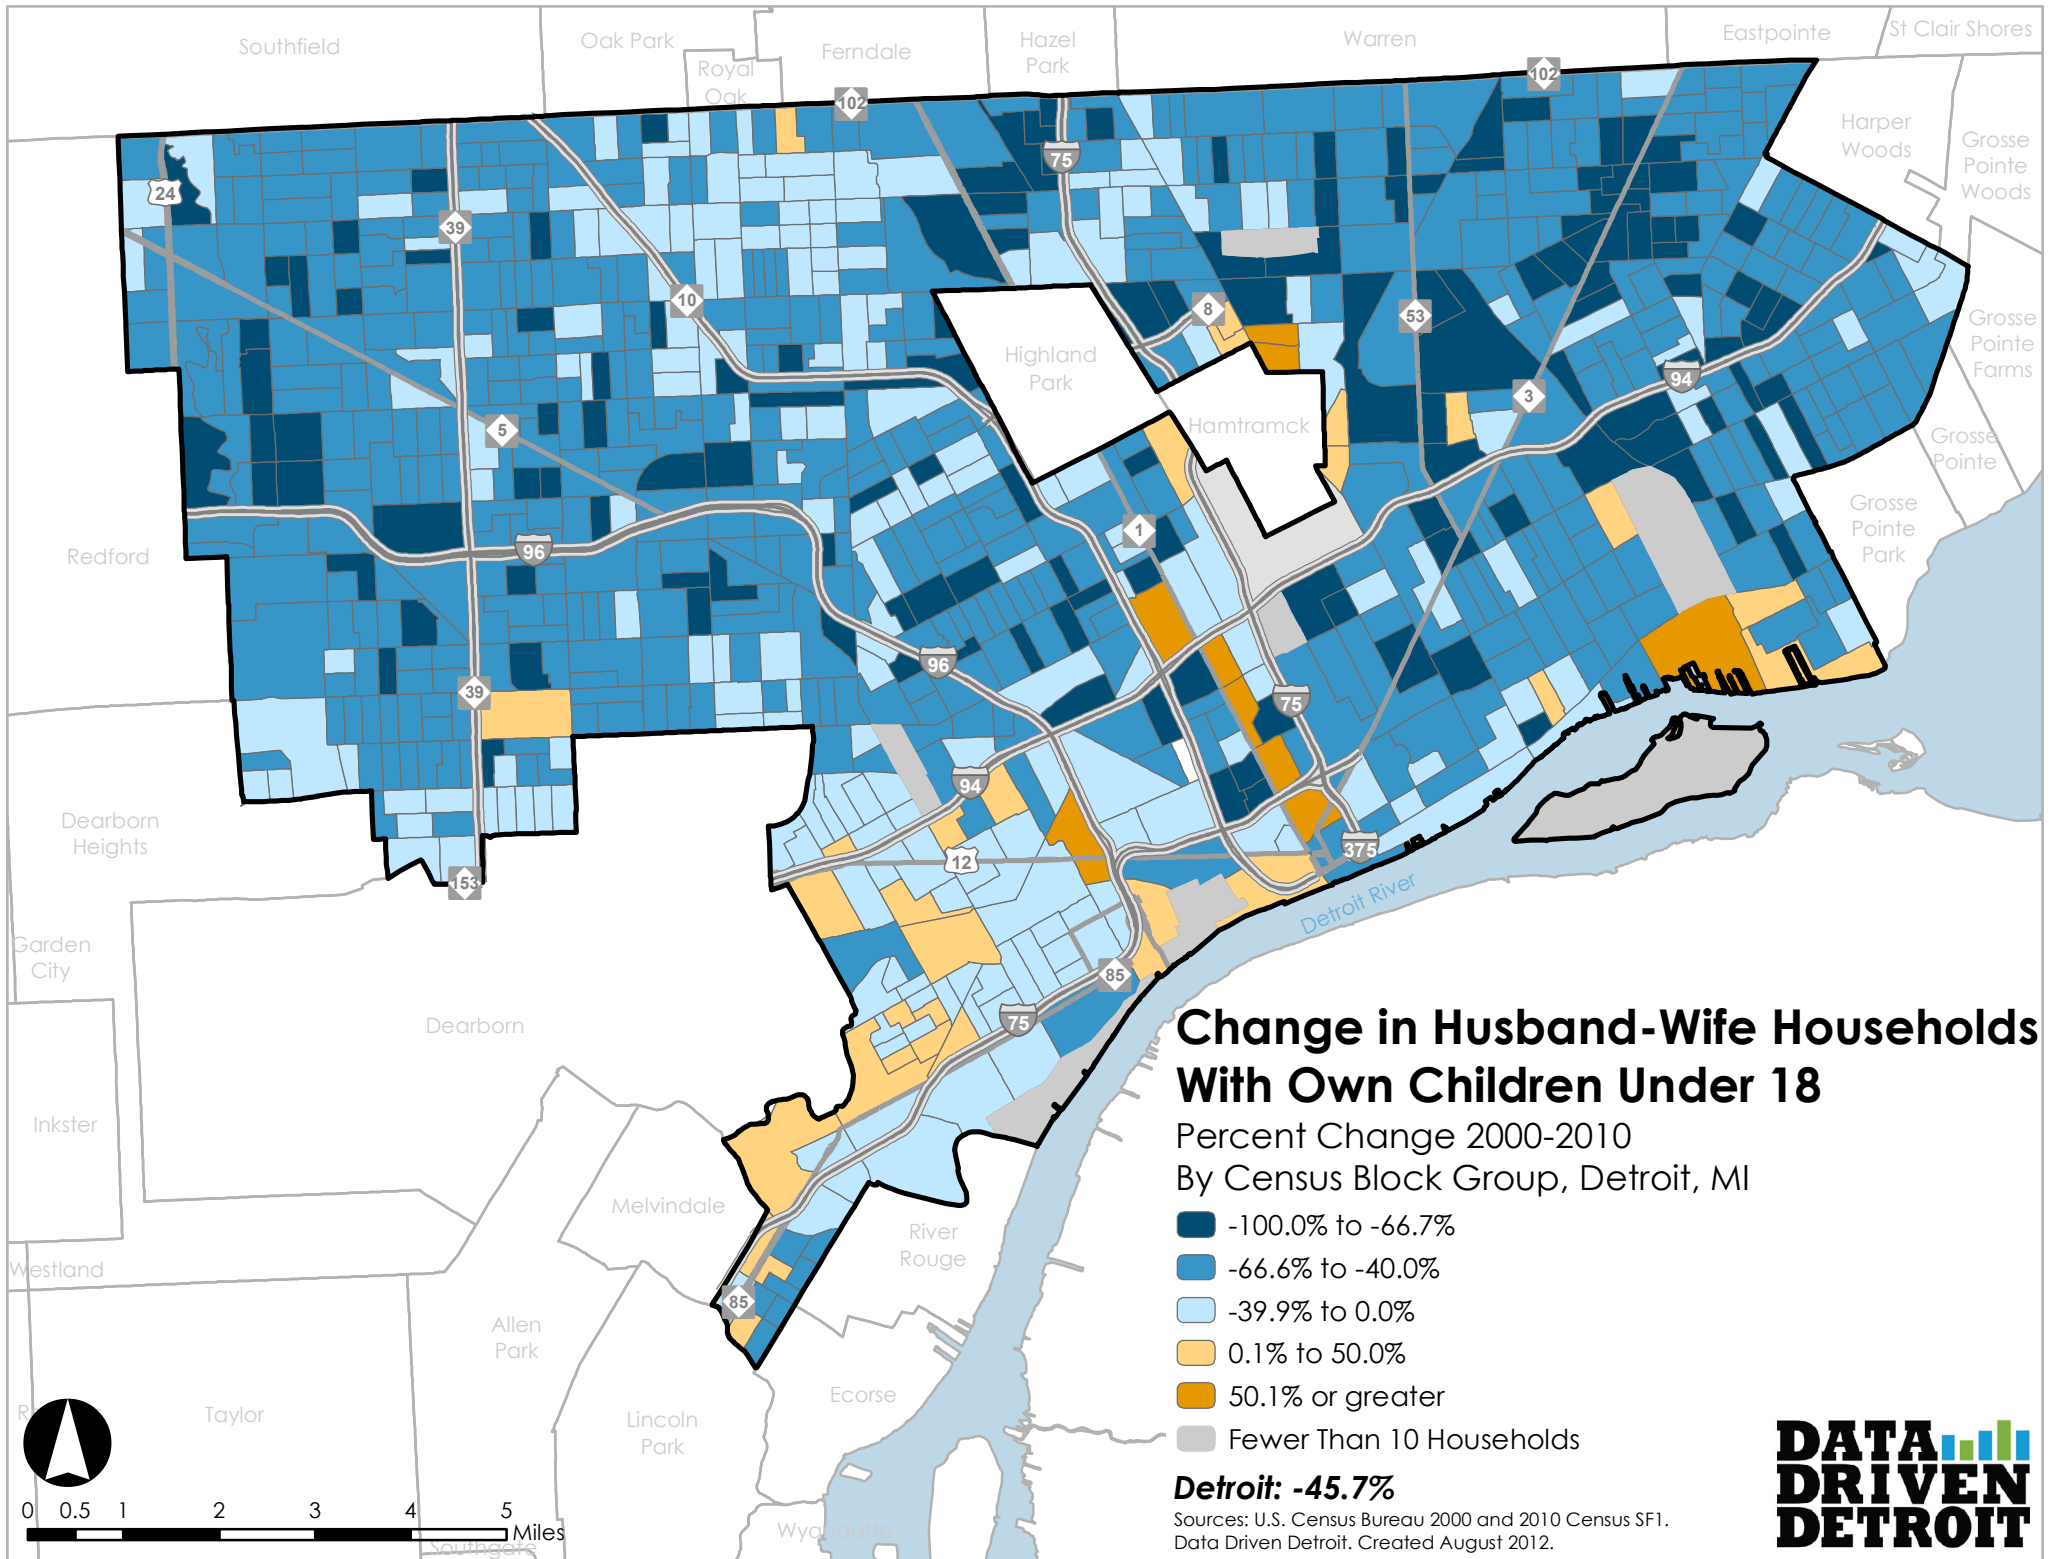 Southfield
Oak Park
Royal
Oak
Ferndale
Hazel
Park
Warren
Eastpointe
St Clair Shores
Harper
Woods
Grosse
Pointe
Woods
Grosse
Pointe
Farms
Grosse
Pointe
Grosse
Pointe
Park
Highland
Park
Hamtramck
Redford
Dearborn
Heights
Garden
City
Inkster
Westland
Dearborn
Melvindale
River
Rouge
Allen
Park
Taylor
Lincoln
Park
Ecorse
Wyandotte
Southgate
Detroit River
102
102
24
39
75
10
8
53
3
94
5
96
1
96
39
75
94
12
375
153
85
75
85
Change in Husband-Wife Households
With Own Children Under 18
Percent Change 2000-2010
By Census Block Group, Detroit, MI
-100.0% to -66.7%
-66.6% to -40.0%
-39.9% to 0.0%
0.1% to 50.0%
50.1% or greater
Fewer Than 10 Households
Detroit: -45.7%
Sources: U.S. Census Bureau 2000 and 2010 Census SF1.
Data Driven Detroit. Created August 2012.
0 0.5 1 2 3 4 5
Miles
DATA
DRIVEN
DETROIT